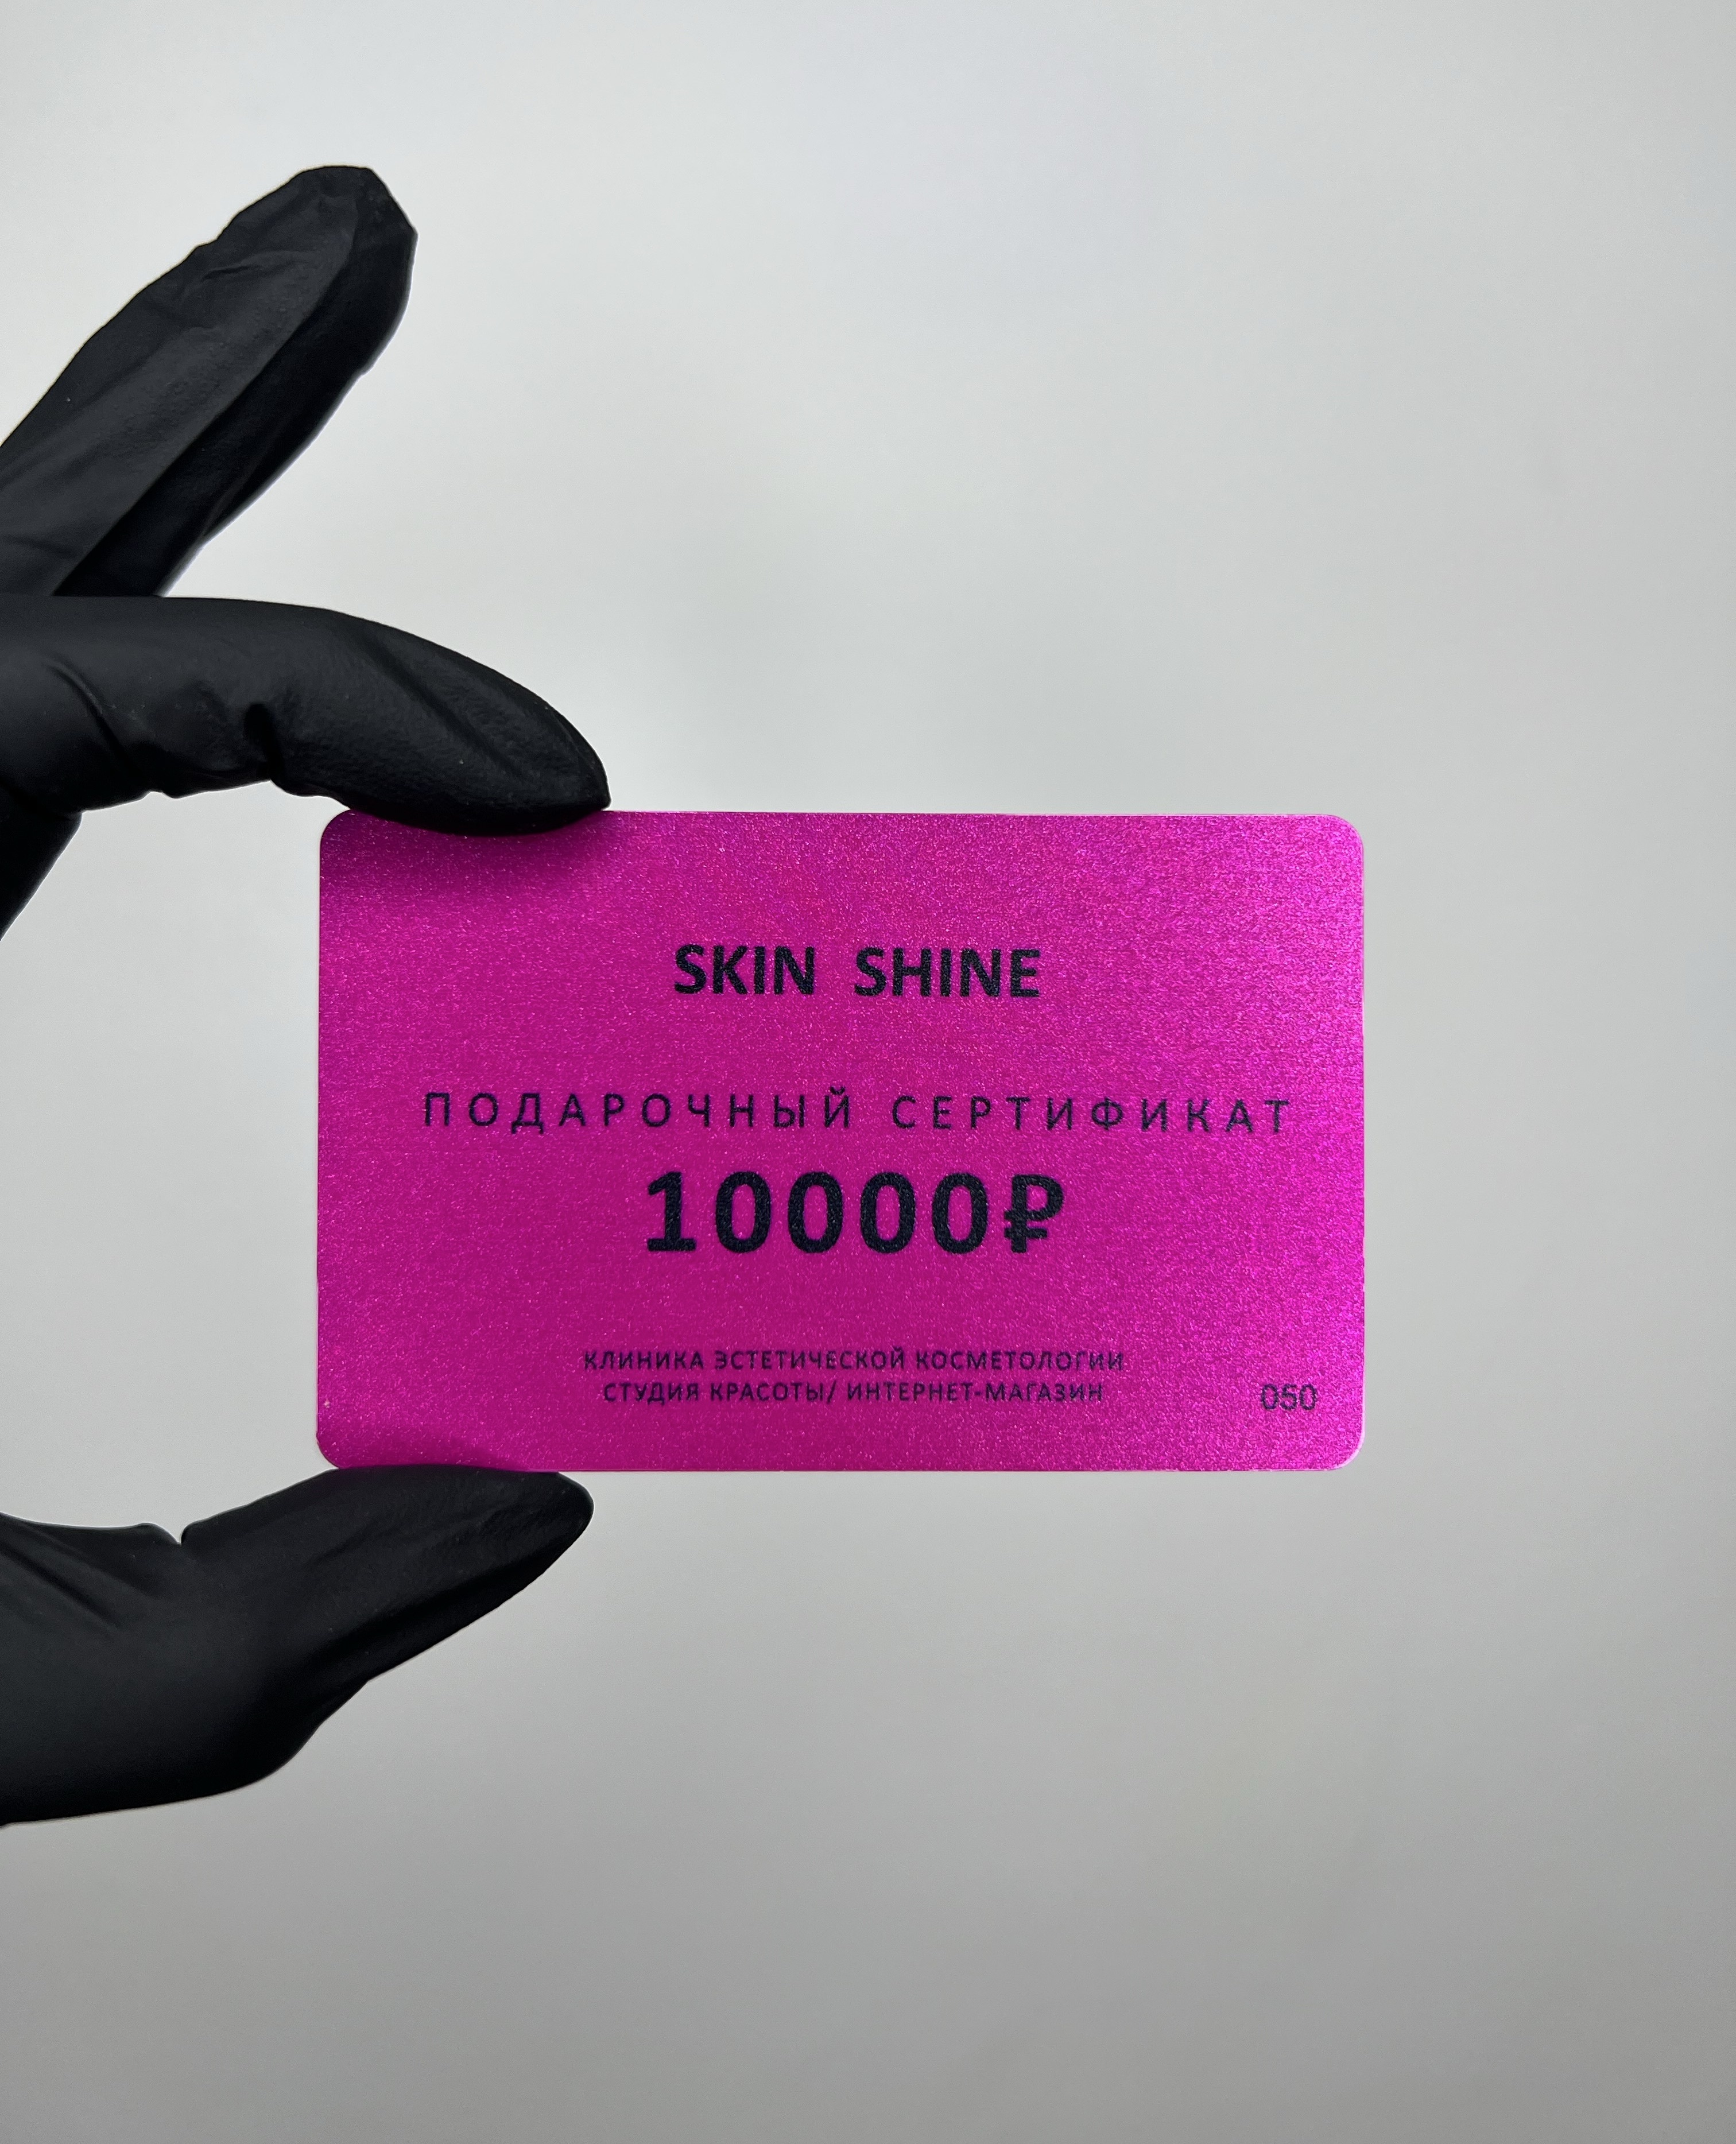 SKIN SHINE
ПОДАРОЧНЫЙ СЕРТИФИКАТ
10000₽
КЛИНИКА ЭСТЕТИЧЕСКОЙ КОСМЕТОЛОГИИ
СТУДИЯ КРАСОТЫ/ ИНТЕРНЕТ-МАГАЗИН
050